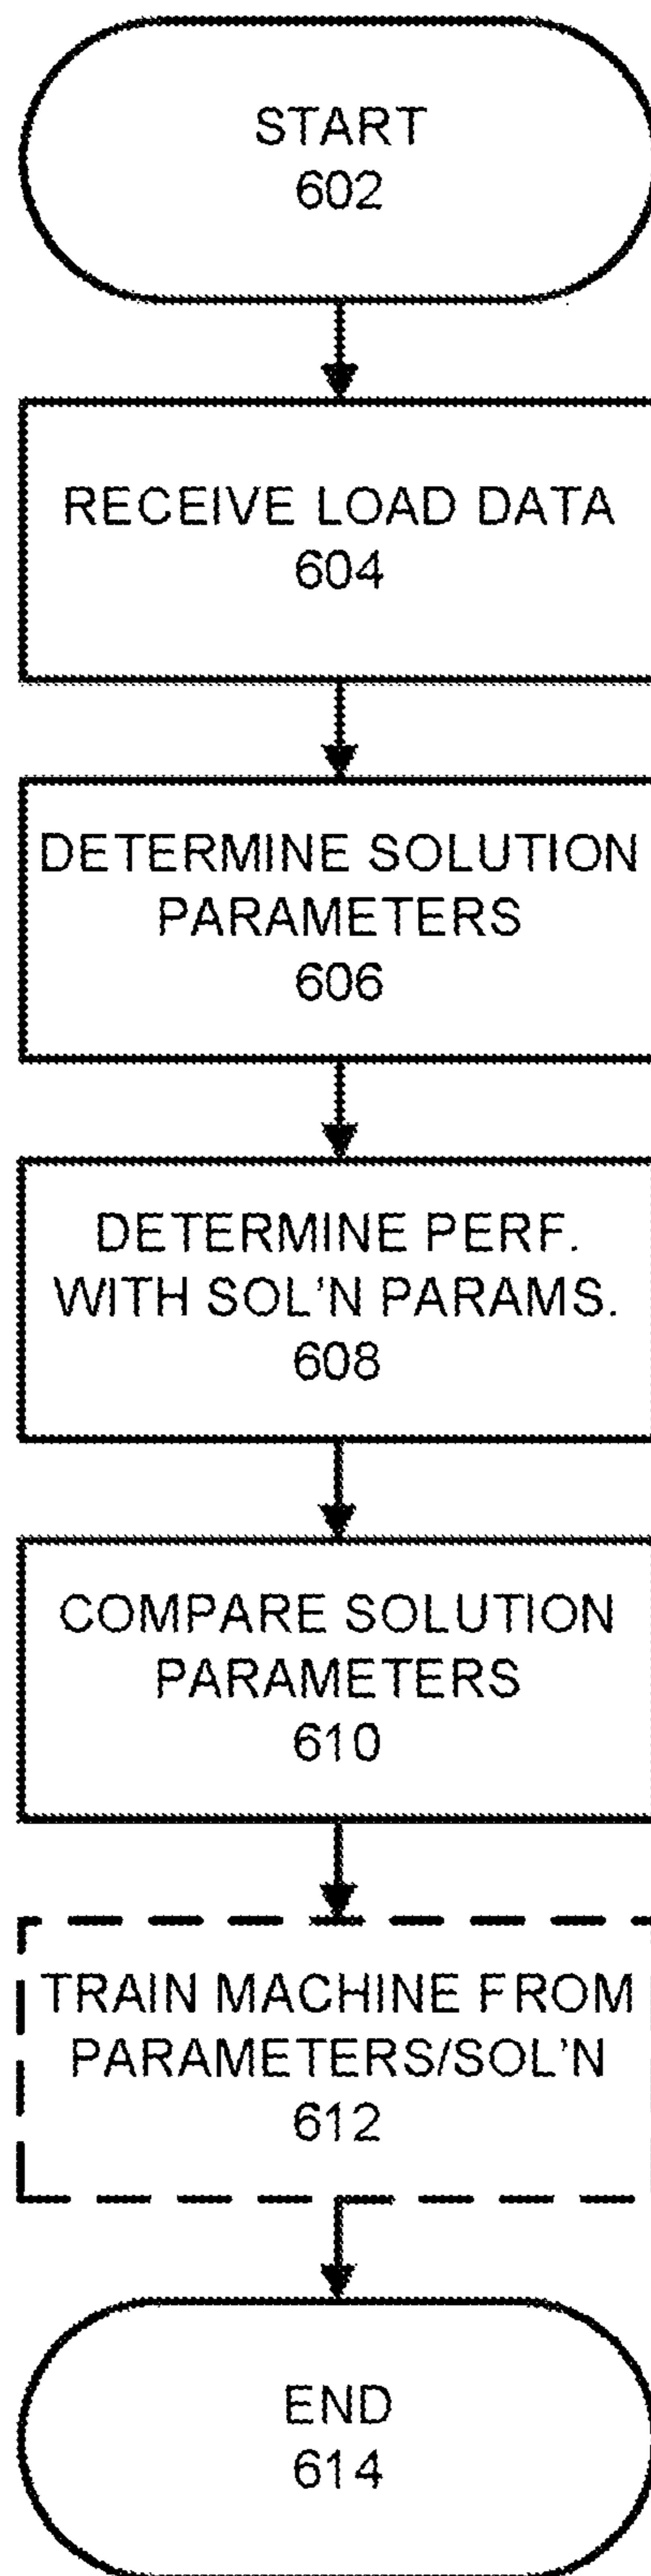 START
602
RECEIVE LOAD DATA
604
DETERMINE SOLUTION
PARAMETERS
606
DETERMINE PERF.
WITH SOL'N PARAMS.
608
COMPARE SOLUTION
PARAMETERS
610
TRAIN MACHINE FROM
PARAMETERS/SOL'N
612
END
614